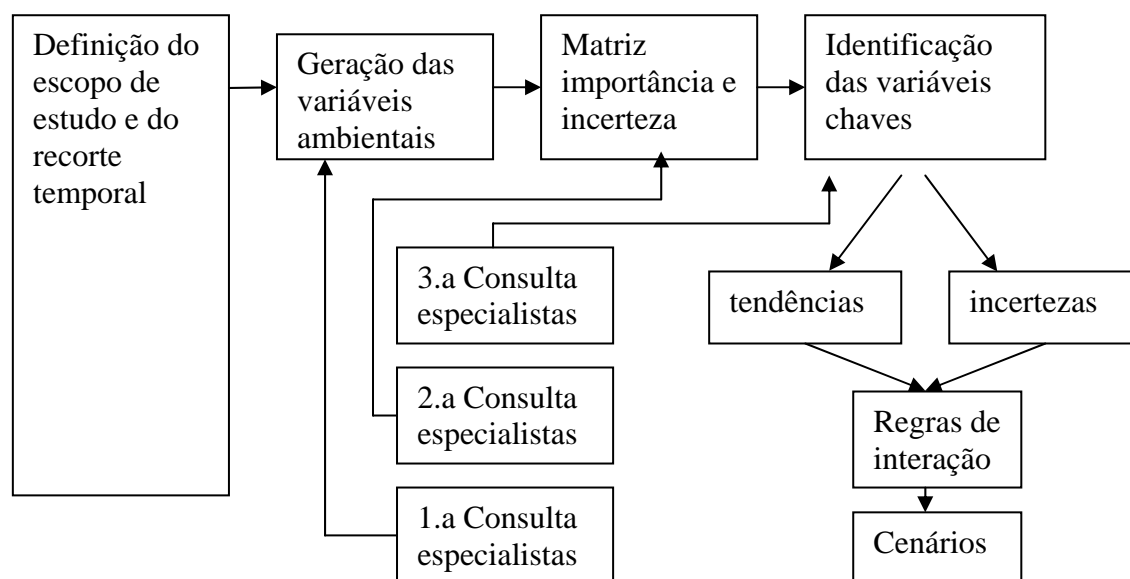 Definição do
escopo de
estudo e do
recorte
temporal
Geração das
variáveis
ambientais
Matriz
importância e
incerteza
Identificação
das variáveis
chaves
3.a Consulta
especialistas
tendências
incertezas
2.a Consulta
especialistas
Regras de
interação
1.a Consulta
especialistas
Cenários